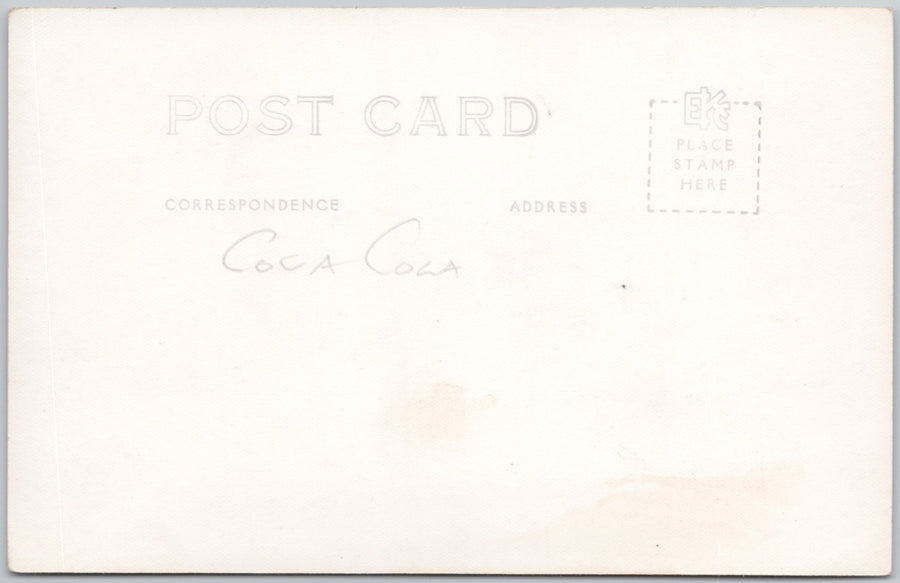 POST CARD
EKC
PLACE
STAMP
HERE
CORRESPONDENCE
ADDRESS
COCA COLA